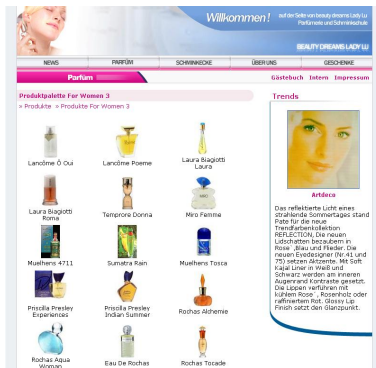 Willkommen! auf der Seite von beauty dreams Lady Lu
Parfümerie und Schminkschule
BEAUTY DREAMS LADY LU
NEWS PARFÜM SCHMINKECKE ÜBER UNS GESCHENKE
Parfüm Gästebuch Intern Impressum
Produktpalette For Women 3
» Produkte » Produkte For Women 3
Lancôme Ô Oui Lancôme Poeme Laura Biagiotti
Laura
Laura Biagiotti
Roma Temprore Donna Miro Femme
Muelhens 4711 Sumatra Rain Muelhens Tosca
Priscilla Presley
Experiences Priscilla Presley
Indian Summer Rochas Alchemie
Rochas Aqua
Woman Eau De Rochas Rochas Tocade
Trends
Artdeco
Das reflektierte Licht eines
strahlende Sommertages stand
Pate für die neue
Trendfarbenkollektion
REFLECTION, Die neuen
Lidschatten bezaubern in
Rose´,Blau und Flieder. Die
neuen Eyedesigner (Nr.41 und
75) setzen Aktzente. Mit Soft
Kajal Liner in Weiß und
Schwarz werden am inneren
Augenrand Kontraste gesetzt.
Die Lippen verführen mit
kühlem Rose´, Rosenholz oder
raffiniertem Rot. Glossy Lip
Finish setzt den Glanzpunkt.